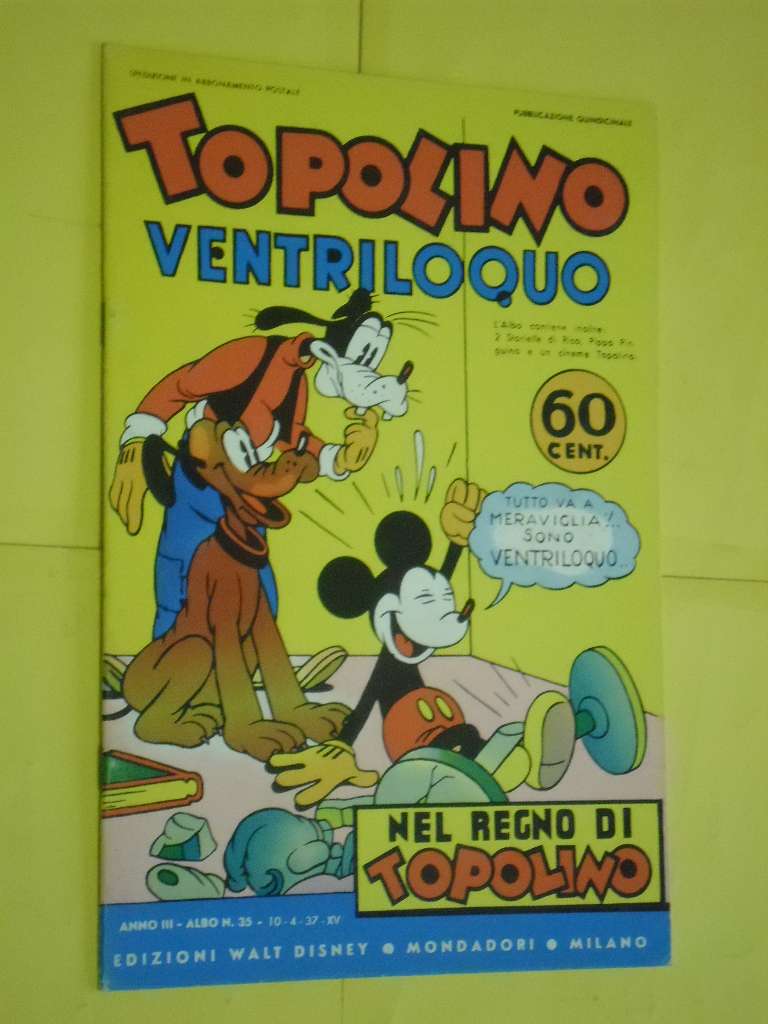 SPEDIZIONE IN ABBONAMENTO POSTALE
PUBBLICAZIONE QUINDICINALE
TOPOLINO
VENTRILOQUO
L'Albo contiene inoltre:
2 Storielle di Rico, Pippo Pin
guino e un cinema Topolino
60
CENT.
TUTTO VA A
MERAVIGLIA!..
SONO
VENTRILOQUO..
NEL REGNO DI
TOPOLINO
ANNO III - ALBO N. 35 - 10-4-37-XV
EDIZIONI WALT DISNEY ● MONDADORI ● MILANO